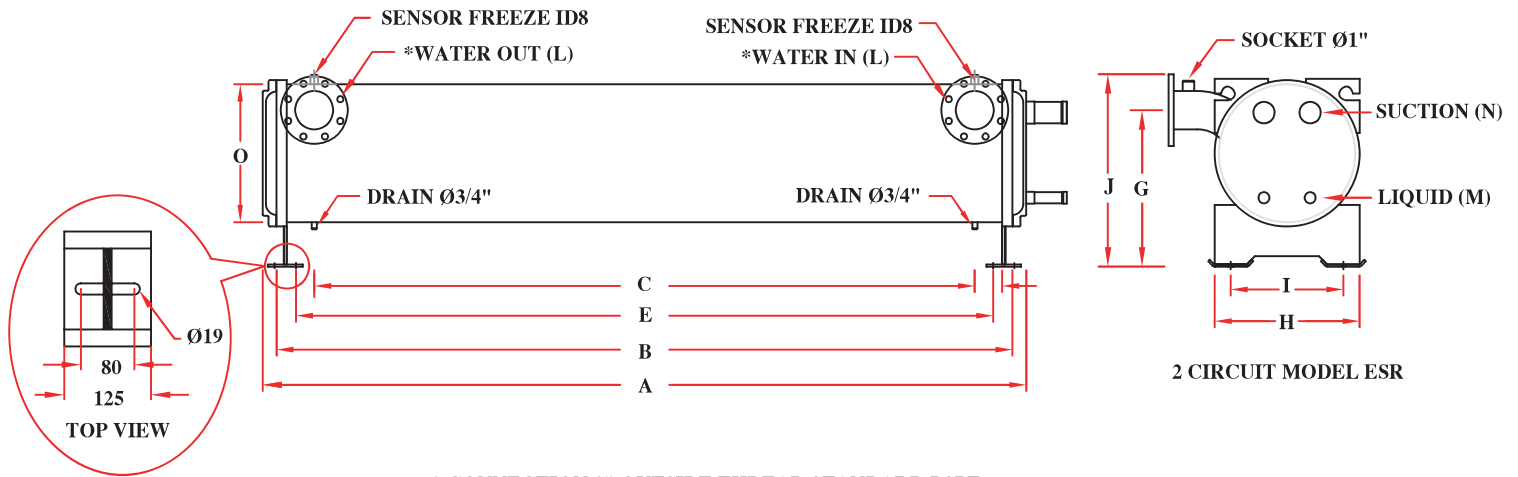 SENSOR FREEZE ID8
*WATER OUT (L)
SENSOR FREEZE ID8
*WATER IN (L)
SOCKET Ø1"
SUCTION (N)
LIQUID (M)
O
J
G
DRAIN Ø3/4"
DRAIN Ø3/4"
C
E
B
A
I
H
Ø19
80
125
TOP VIEW
2 CIRCUIT MODEL ESR